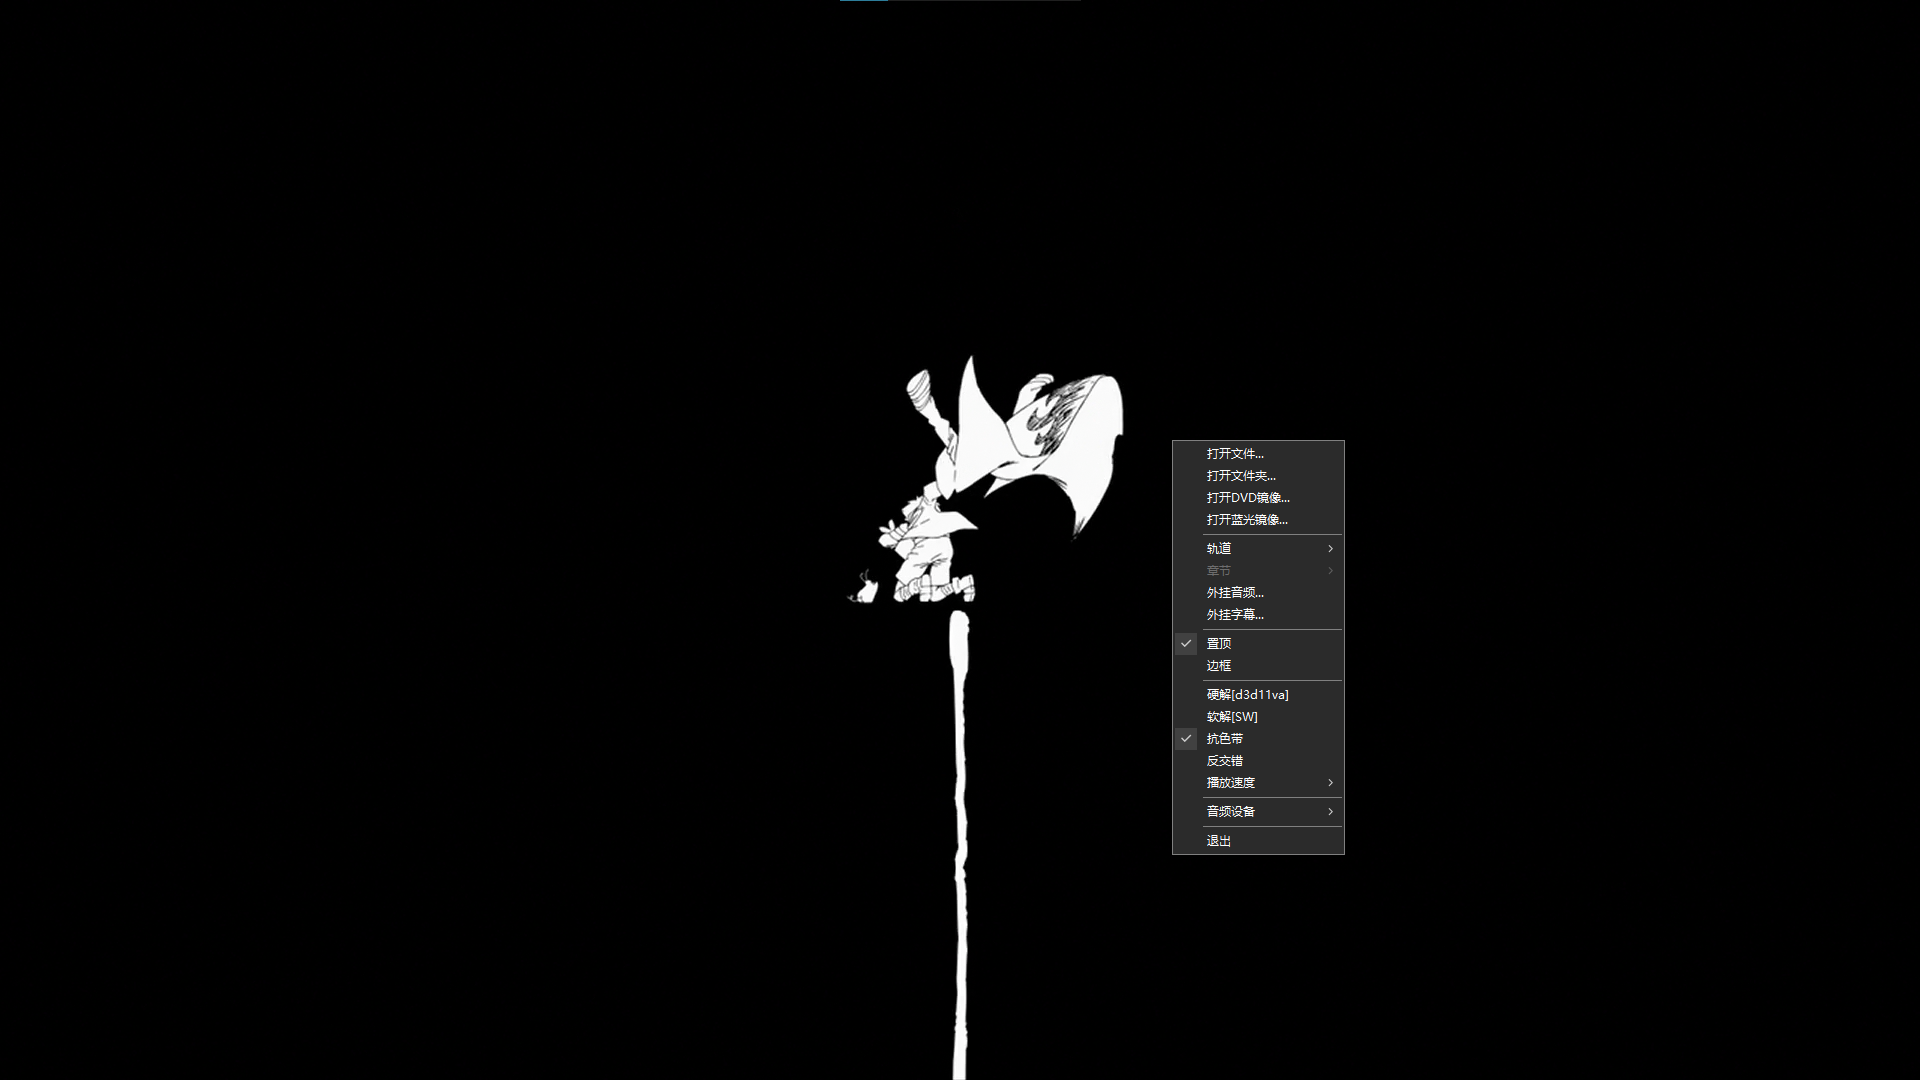 打开文件...
打开文件夹...
打开DVD镜像...
打开蓝光镜像...
轨道
章节
外挂音频...
外挂字幕...
置顶
边框
硬解[d3d11va]
软解[SW]
抗色带
反交错
播放速度
音频设备
退出